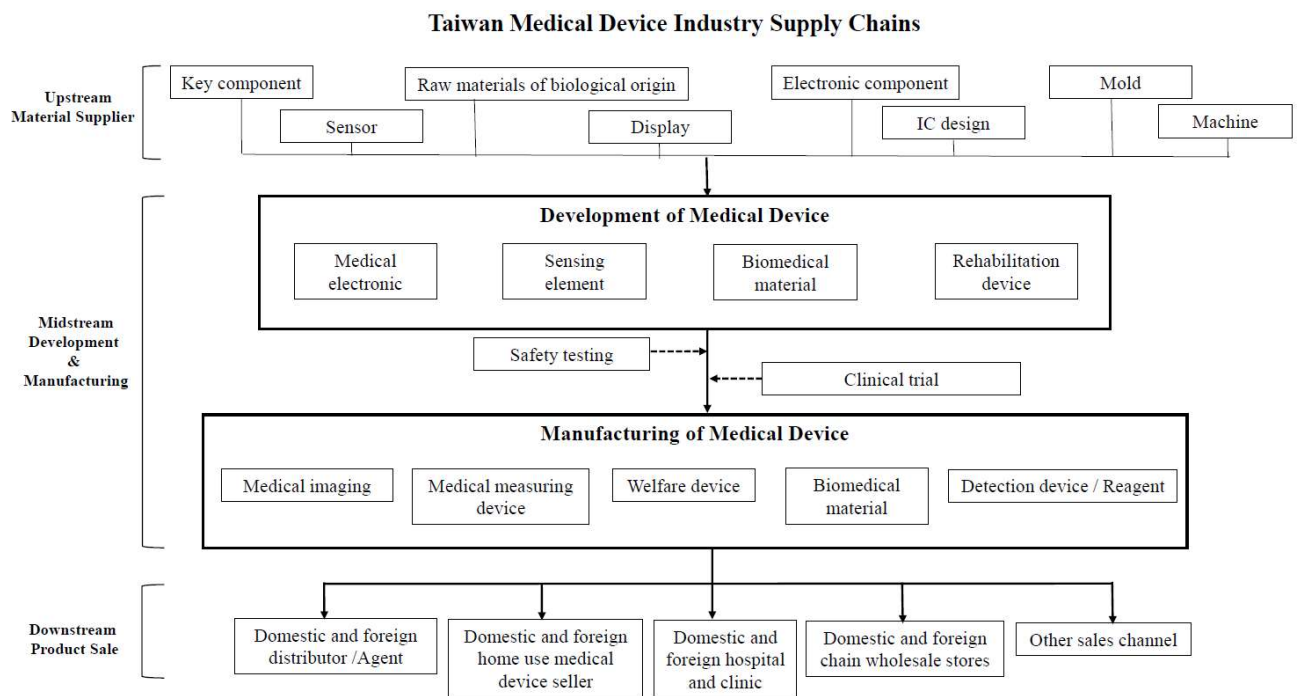 Taiwan Medical Device Industry Supply Chains
Upstream
Material Supplier
Key component
Raw materials of biological origin
Electronic component
Mold
Sensor
Display
IC design
Machine
Midstream
Development
&
Manufacturing
Development of Medical Device
Medical
electronic
Sensing
element
Biomedical
material
Rehabilitation
device
Safety testing
Clinical trial
Manufacturing of Medical Device
Medical imaging
Medical measuring
device
Welfare device
Biomedical
material
Detection device / Reagent
Downstream
Product Sale
Domestic and foreign
distributor /Agent
Domestic and foreign
home use medical
device seller
Domestic and
foreign hospital
and clinic
Domestic and foreign
chain wholesale stores
Other sales channel